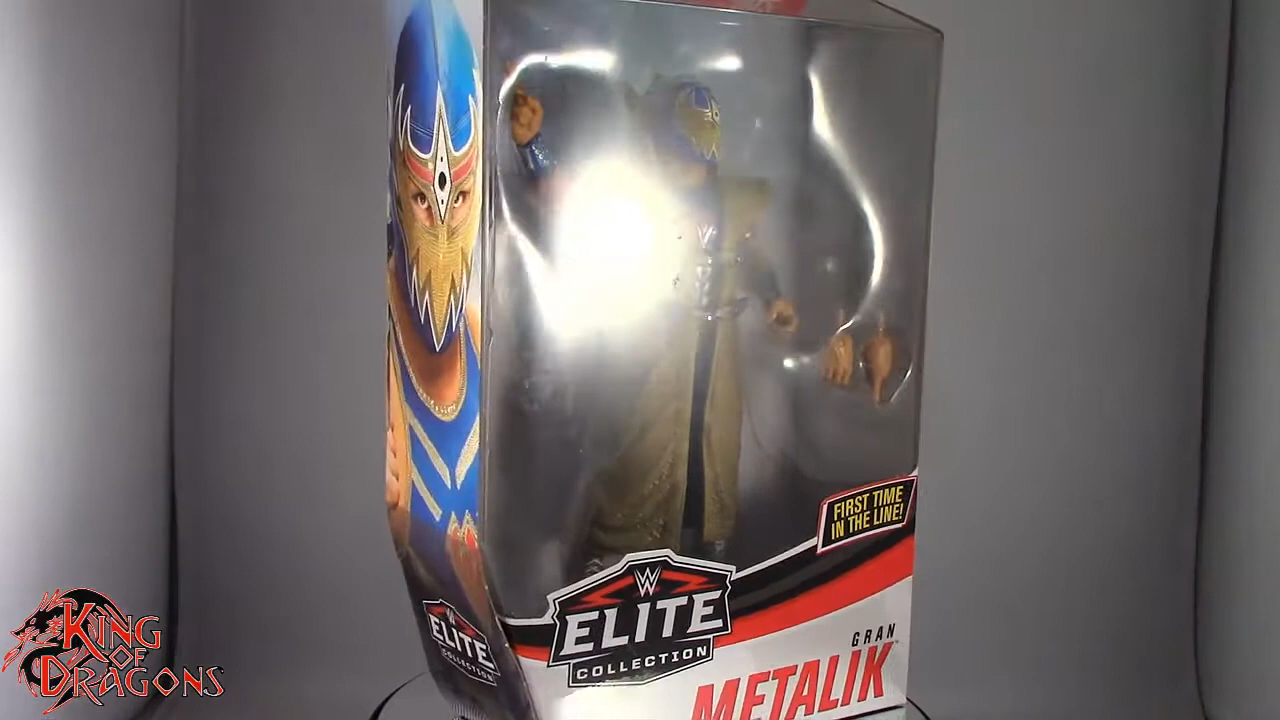 FIRST TIME
IN THE LINE!
W
ELITE
COLLECTION
GRAN
METALIK
ELITE
COLLECTION
KING
OF
DRAGONS